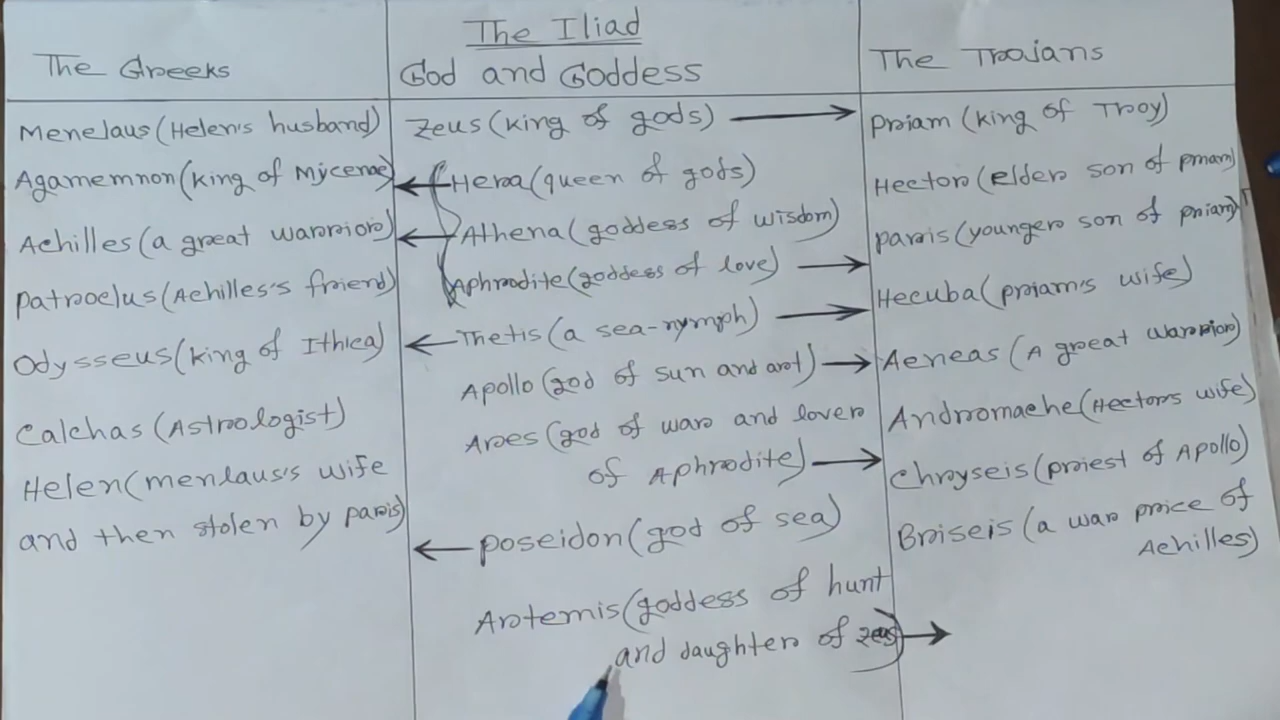 The Iliad
The Greeks
God and Goddess
The Trojans
Menelaus (Helen's husband)
Agamemnon (king of Mycenae)
Achilles (a great warrior)
Patroclus (Achilles's friend)
Odysseus (king of Ithica)
Calchas (Astrologist)
Helen (menlaus's wife
and then stolen by paris)
Zeus (king of gods)
Hera (queen of gods)
Athena (goddess of wisdom)
Aphrodite (goddess of love)
Thetis (a sea-nymph)
Apollo (god of sun and art)
Ares (god of war and lover
of Aphrodite)
Poseidon (god of sea)
Artemis (goddess of hunt
and daughter of zeus)
Priam (king of Troy)
Hector (elder son of priam)
Paris (younger son of priam)
Hecuba (priam's wife)
Aeneas (A great warrior)
Andromache (Hector's wife)
Chryseis (priest of Apollo)
Briseis (a war price of
Achilles)